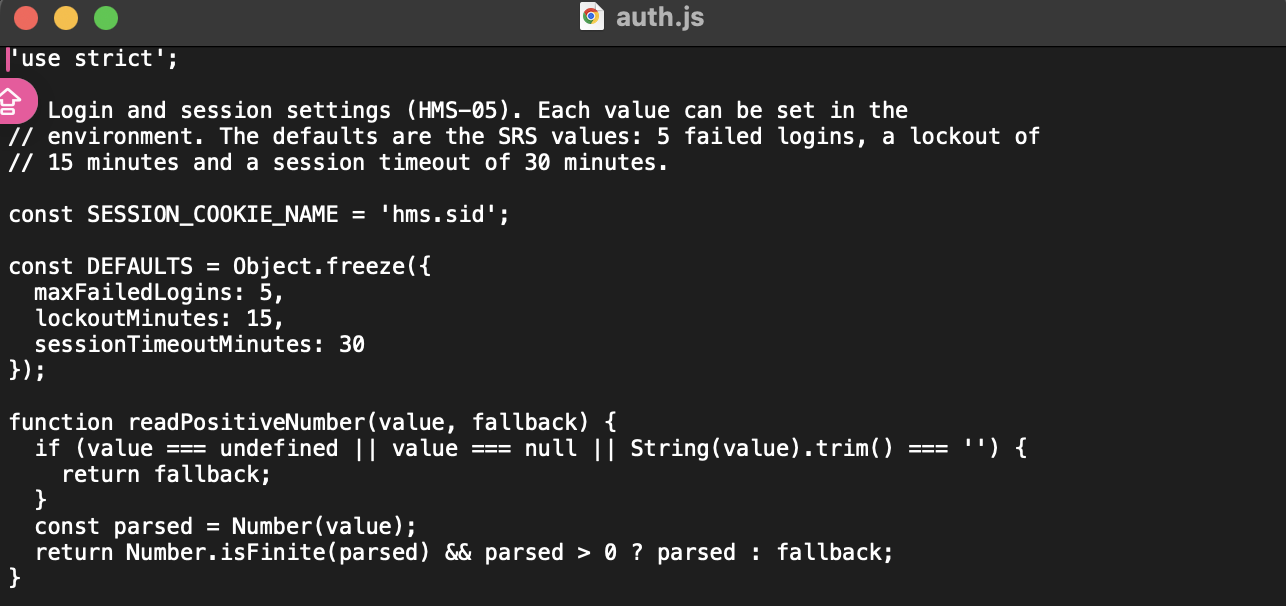 auth.js
'use strict';
Login and session settings (HMS-05). Each value can be set in the
// environment. The defaults are the SRS values: 5 failed logins, a lockout of
// 15 minutes and a session timeout of 30 minutes.
const SESSION_COOKIE_NAME = 'hms.sid';
const DEFAULTS = Object.freeze({
  maxFailedLogins: 5,
  lockoutMinutes: 15,
  sessionTimeoutMinutes: 30
});
function readPositiveNumber(value, fallback) {
  if (value === undefined || value === null || String(value).trim() === '') {
    return fallback;
  }
  const parsed = Number(value);
  return Number.isFinite(parsed) && parsed > 0 ? parsed : fallback;
}